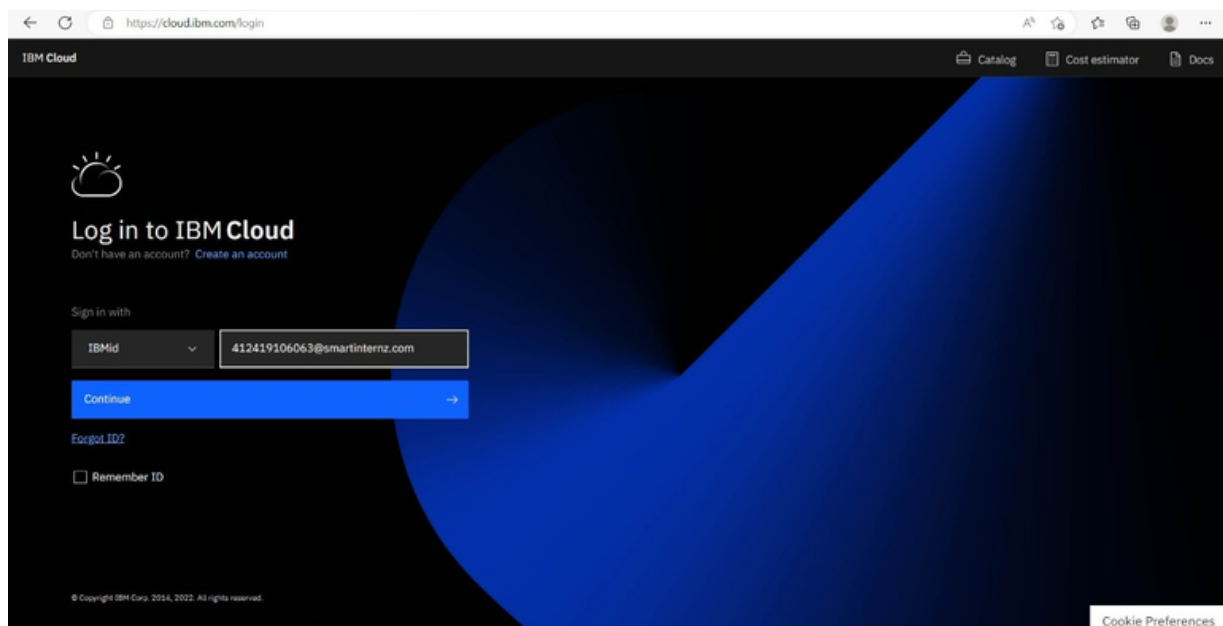 https://cloud.ibm.com/login
IBM Cloud
Catalog
Cost estimator
Docs
Log in to IBM Cloud
Don't have an account? Create an account
Sign in with
IBMid
412419106063@smartinternz.com
Continue
Forgot ID?
Remember ID
© Copyright IBM Corp. 2014, 2022. All rights reserved.
Cookie Preferences